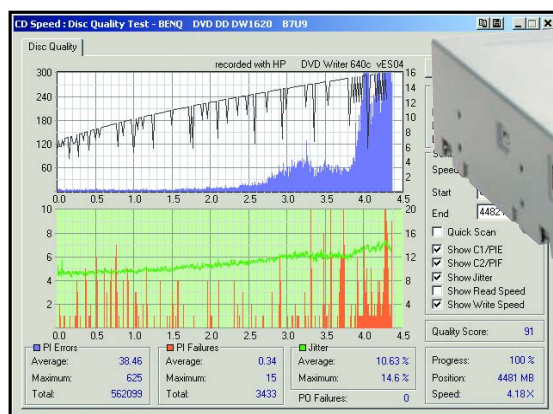 CD Speed : Disc Quality Test - BENQ DVD DD DW1620 B7U9
Disc Quality
recorded with HP DVD Writer 640c vES04
300
240
180
120
60
16
14
12
10
8
6
4
2
0.0 0.5 1.0 1.5 2.0 2.5 3.0 3.5 4.0 4.5
10
8
6
4
2
20
16
12
8
4
0.0 0.5 1.0 1.5 2.0 2.5 3.0 3.5 4.0 4.5
Speed
Start
End 4482
Quick Scan
Show C1/PIE
Show C2/PIF
Show Jitter
Show Read Speed
Show Write Speed
Quality Score: 91
PI Errors
Average: 38.46
Maximum: 625
Total: 562099
PI Failures
Average: 0.34
Maximum: 15
Total: 3433
Jitter
Average: 10.63 %
Maximum: 14.6 %
PO Failures: 0
Progress: 100 %
Position: 4481 MB
Speed: 4.18 X